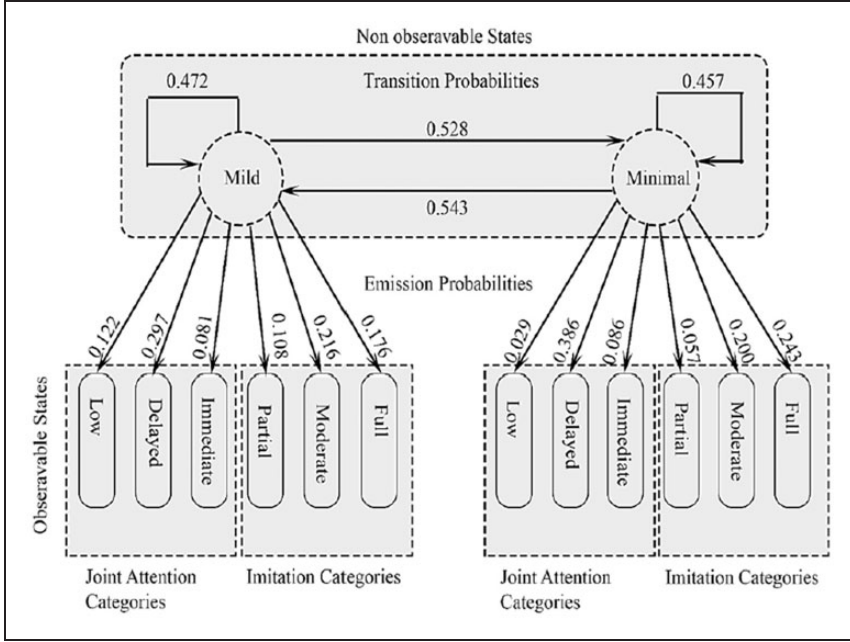 Non obseravable States
Transition Probabilities
0.472
0.457
0.528
Mild
Minimal
0.543
Emission Probabilities
0.122
0.297
0.081
0.108
0.216
0.176
0.029
0.386
0.086
0.057
0.200
0.243
Obseravable States
Low
Delayed
Immediate
Partial
Moderate
Full
Low
Delayed
Immediate
Partial
Moderate
Full
Joint Attention
Categories
Imitation Categories
Joint Attention
Categories
Imitation Categories